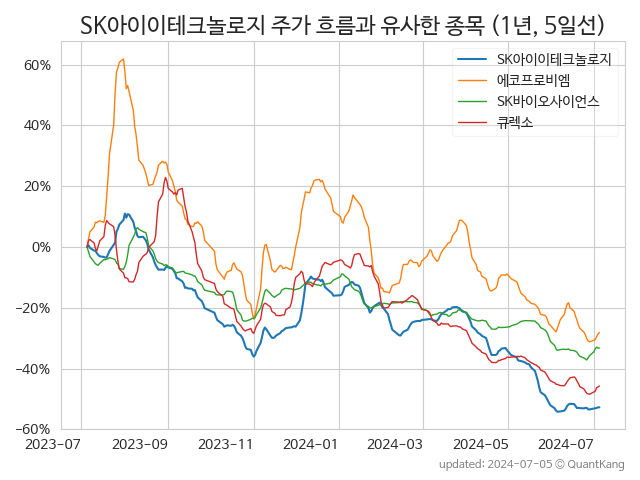 SK아이이테크놀로지 주가 흐름과 유사한 종목 (1년, 5일선)
SK아이이테크놀로지
에코프로비엠
SK바이오사이언스
큐렉소
60%
40%
20%
0%
−20%
−40%
−60%
2023-07
2023-09
2023-11
2024-01
2024-03
2024-05
2024-07
updated: 2024-07-05 © QuantKang